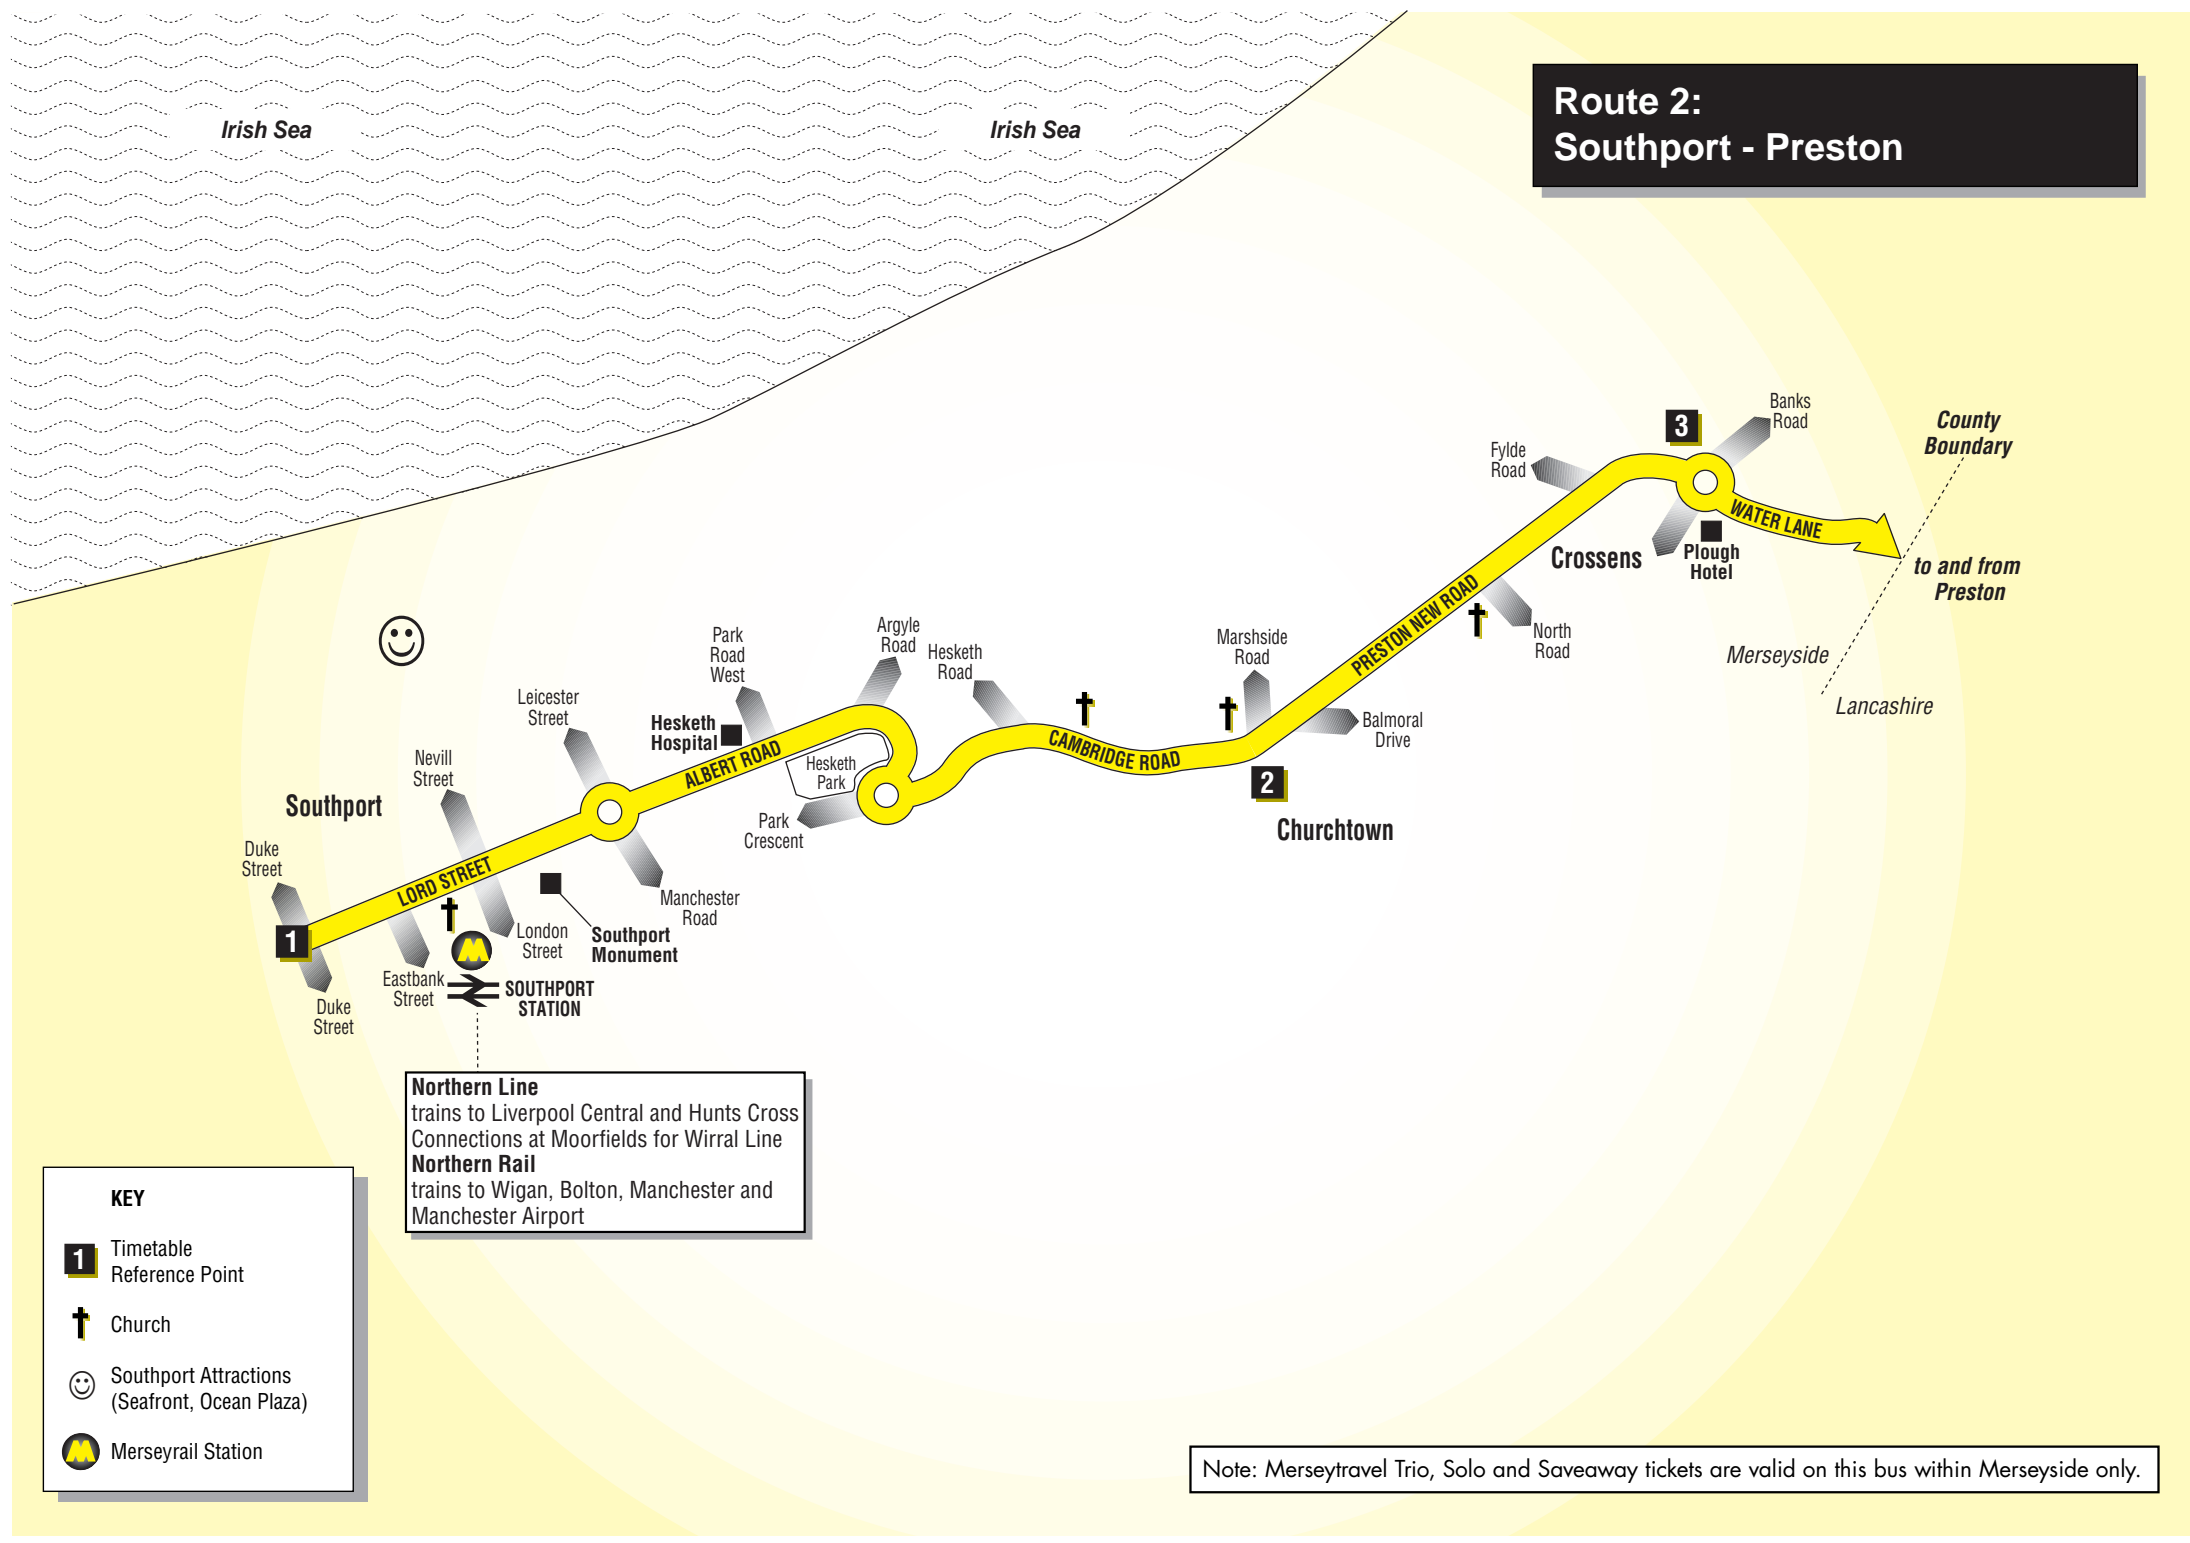 Irish Sea
Irish Sea
Route 2:
Southport - Preston
Banks
Road
3
County
Boundary
Fylde
Road
WATER LANE
Crossens
Plough
Hotel
to and from
Preston
PRESTON NEW ROAD
North
Road
Merseyside
Lancashire
Marshside
Road
Balmoral
Drive
2
Churchtown
CAMBRIDGE ROAD
Hesketh
Road
Argyle
Road
Park
Road
West
Hesketh
Hospital
ALBERT ROAD
Hesketh
Park
Park
Crescent
Leicester
Street
Nevill
Street
Southport
Duke
Street
LORD STREET
1
Manchester
Road
London
Street
Southport
Monument
Eastbank
Street
SOUTHPORT
STATION
Duke
Street
Northern Line
trains to Liverpool Central and Hunts Cross
Connections at Moorfields for Wirral Line
Northern Rail
trains to Wigan, Bolton, Manchester and
Manchester Airport
KEY
1
Timetable
Reference Point
Church
Southport Attractions
(Seafront, Ocean Plaza)
Merseyrail Station
Note: Merseytravel Trio, Solo and Saveaway tickets are valid on this bus within Merseyside only.